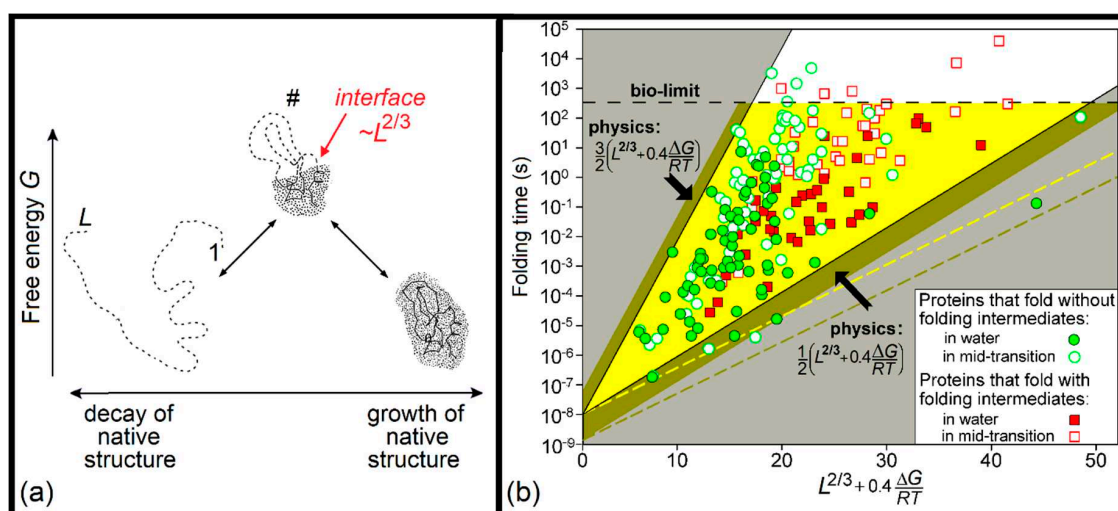 Free energy G
L
1
#
interface
~L^{2/3}
decay of
native
structure
growth of
native
structure
(a)
Folding time (s)
10^5
10^4
10^3
10^2
10^1
10^0
10^{-1}
10^{-2}
10^{-3}
10^{-4}
10^{-5}
10^{-6}
10^{-7}
10^{-8}
10^{-9}
bio-limit
physics:
\frac{3}{2}(L^{2/3}+0.4\frac{ΔG}{RT})
physics:
\frac{1}{2}(L^{2/3}+0.4\frac{ΔG}{RT})
Proteins that fold without
folding intermediates:
in water
in mid-transition
Proteins that fold with
folding intermediates:
in water
in mid-transition
0 10 20 30 40 50
L^{2/3}+0.4\frac{ΔG}{RT}
(b)